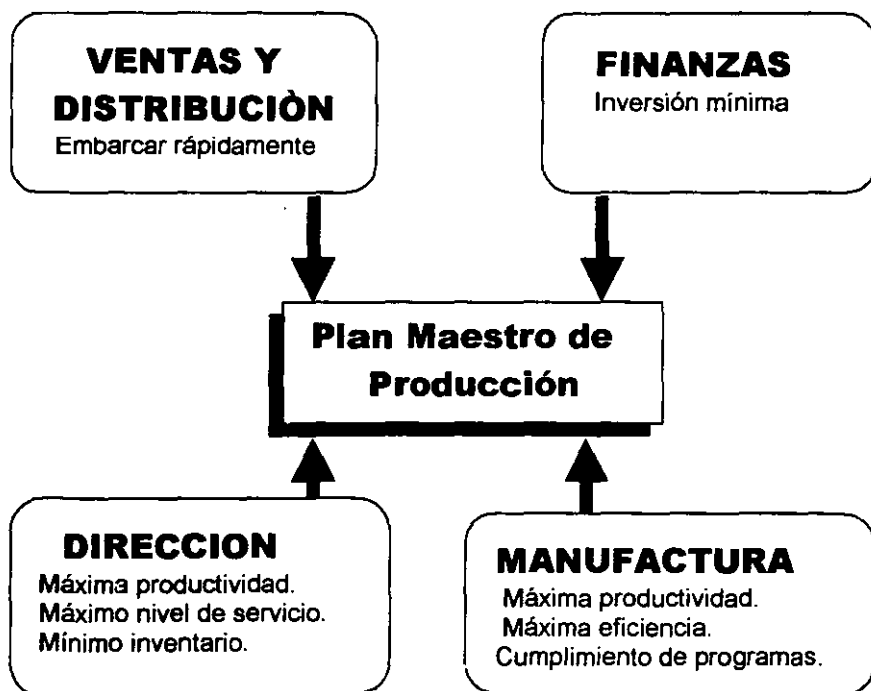 VENTAS Y
DISTRIBUCIÒN
Embarcar rápidamente
FINANZAS
Inversión mínima
Plan Maestro de
Producción
DIRECCION
Máxima productividad.
Máximo nivel de servicio.
Mínimo inventario.
MANUFACTURA
Máxima productividad.
Máxima eficiencia.
Cumplimiento de programas.